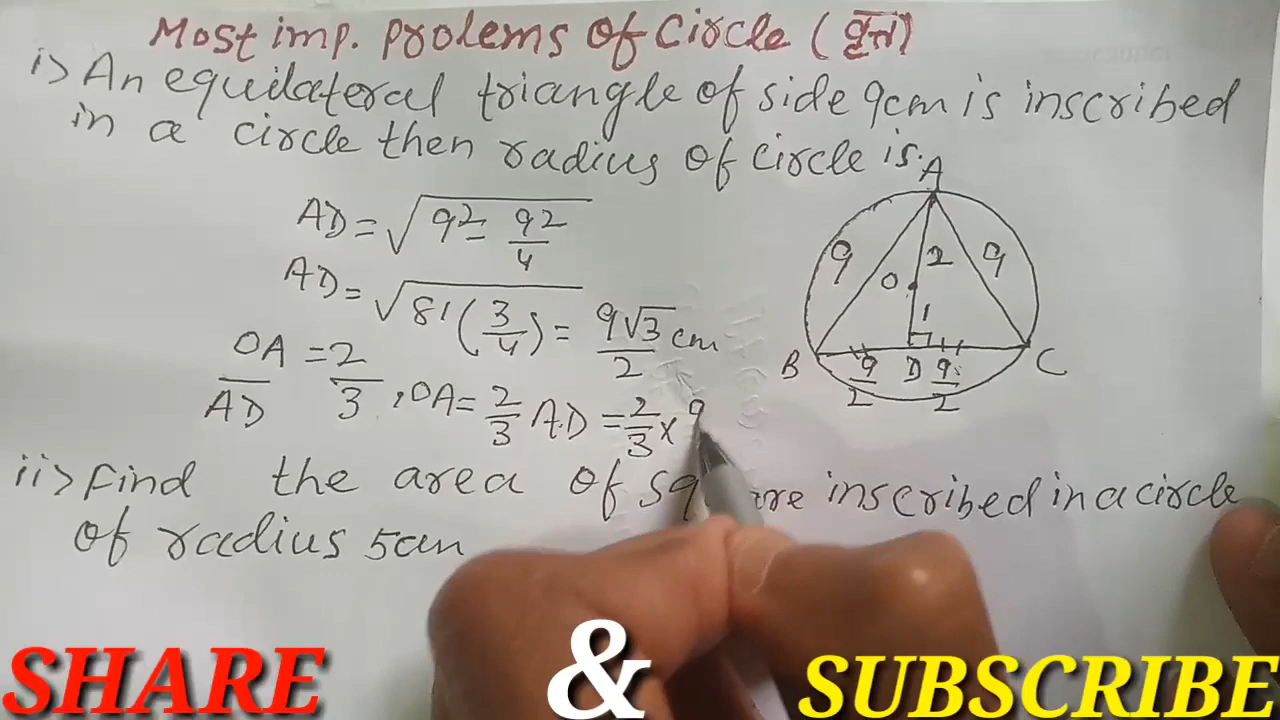 Most imp. prolems of Circle (वृत्त)
i> An equilateral triangle of side 9cm is inscribed
in a circle then radius of circle is.
AD = √(9² - 9²/4)
AD = √(81(3/4)) = 9√3/2 cm
OA/AD = 2/3, OA = 2/3 AD = 2/3 × 9
A
9
2
9
O
1
B
9/2
D
9/2
C
ii> Find the area of square inscribed in a circle
of radius 5cm
SHARE & SUBSCRIBE